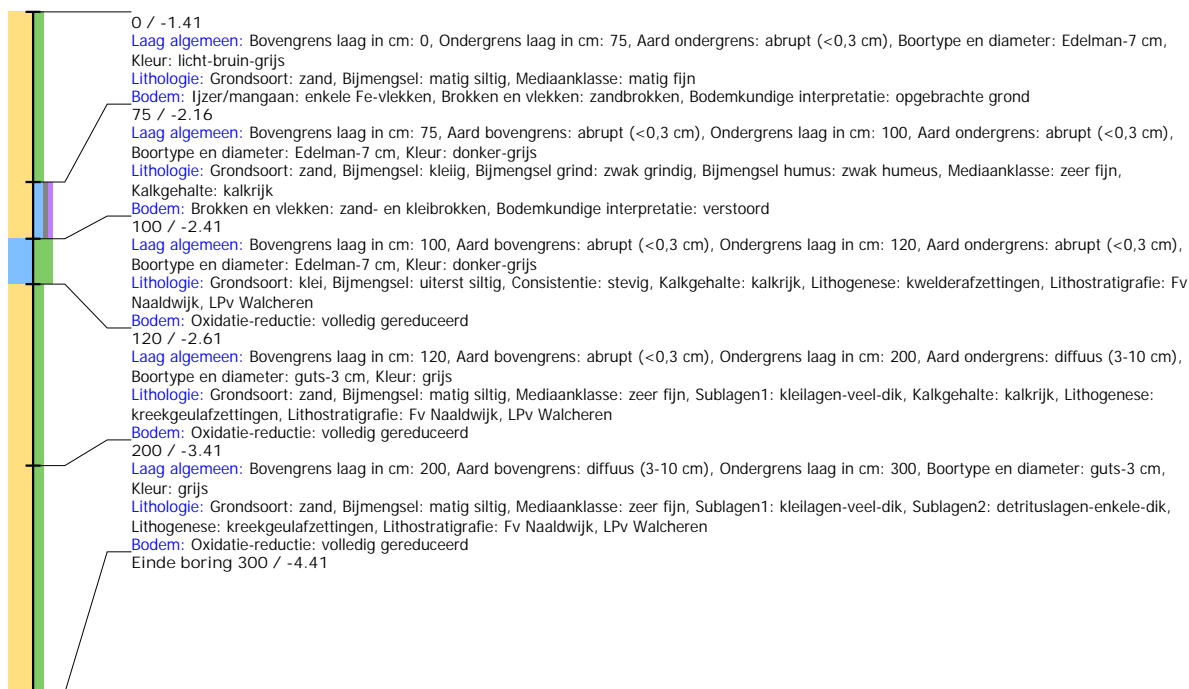 0 / -1.41
Laag algemeen: Bovengrens laag in cm: 0, Ondergrens laag in cm: 75, Aard ondergrens: abrupt (<0,3 cm), Boortype en diameter: Edelman-7 cm,
Kleur: licht-bruin-grijs
Lithologie: Grondsoort: zand, Bijmengsel: matig siltig, Mediaanklasse: matig fijn
Bodem: Ijzer/mangaan: enkele Fe-vlekken, Brokken en vlekken: zandbrokken, Bodemkundige interpretatie: opgebrachte grond
75 / -2.16
Laag algemeen: Bovengrens laag in cm: 75, Aard bovengrens: abrupt (<0,3 cm), Ondergrens laag in cm: 100, Aard ondergrens: abrupt (<0,3 cm),
Boortype en diameter: Edelman-7 cm, Kleur: donker-grijs
Lithologie: Grondsoort: zand, Bijmengsel: kleiig, Bijmengsel grind: zwak grindig, Bijmengsel humus: zwak humeus, Mediaanklasse: zeer fijn,
Kalkgehalte: kalkrijk
Bodem: Brokken en vlekken: zand- en kleibrokken, Bodemkundige interpretatie: verstoord
100 / -2.41
Laag algemeen: Bovengrens laag in cm: 100, Aard bovengrens: abrupt (<0,3 cm), Ondergrens laag in cm: 120, Aard ondergrens: abrupt (<0,3 cm),
Boortype en diameter: Edelman-7 cm, Kleur: donker-grijs
Lithologie: Grondsoort: klei, Bijmengsel: uiterst siltig, Consistentie: stevig, Kalkgehalte: kalkrijk, Lithogenese: kwelderafzettingen, Lithostratigrafie: Fv
Naaldwijk, LPv Walcheren
Bodem: Oxidatie-reductie: volledig gereduceerd
120 / -2.61
Laag algemeen: Bovengrens laag in cm: 120, Aard bovengrens: abrupt (<0,3 cm), Ondergrens laag in cm: 200, Aard ondergrens: diffuus (3-10 cm),
Boortype en diameter: guts-3 cm, Kleur: grijs
Lithologie: Grondsoort: zand, Bijmengsel: matig siltig, Mediaanklasse: zeer fijn, Sublagen1: kleilagen-veel-dik, Kalkgehalte: kalkrijk, Lithogenese:
kreekgeulafzettingen, Lithostratigrafie: Fv Naaldwijk, LPv Walcheren
Bodem: Oxidatie-reductie: volledig gereduceerd
200 / -3.41
Laag algemeen: Bovengrens laag in cm: 200, Aard bovengrens: diffuus (3-10 cm), Ondergrens laag in cm: 300, Boortype en diameter: guts-3 cm,
Kleur: grijs
Lithologie: Grondsoort: zand, Bijmengsel: matig siltig, Mediaanklasse: zeer fijn, Sublagen1: kleilagen-veel-dik, Sublagen2: detrituslagen-enkele-dik,
Lithogenese: kreekgeulafzettingen, Lithostratigrafie: Fv Naaldwijk, LPv Walcheren
Bodem: Oxidatie-reductie: volledig gereduceerd
Einde boring 300 / -4.41